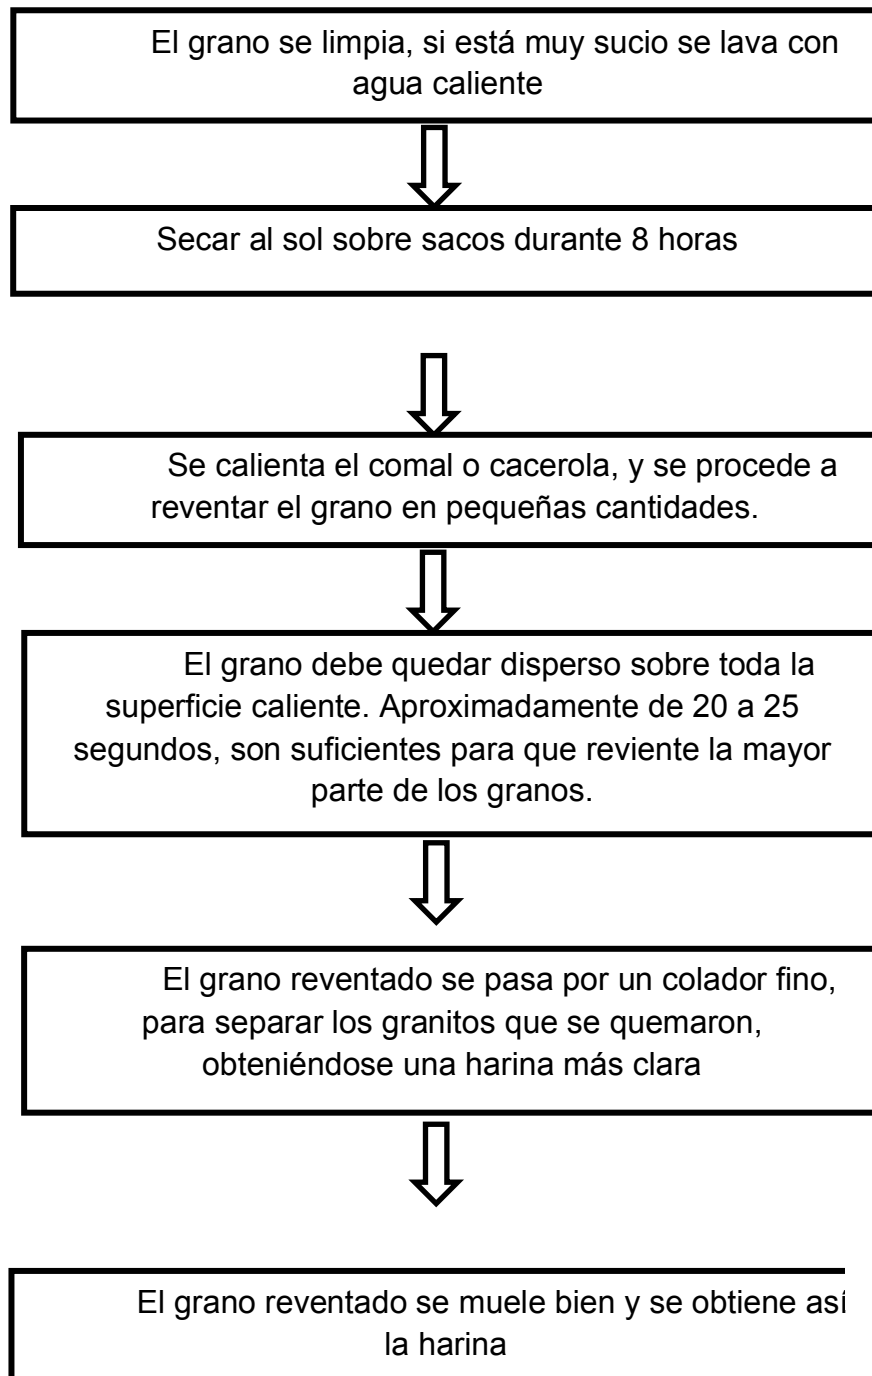 El grano se limpia, si está muy sucio se lava con
agua caliente
Secar al sol sobre sacos durante 8 horas
Se calienta el comal o cacerola, y se procede a
reventar el grano en pequeñas cantidades.
El grano debe quedar disperso sobre toda la
superficie caliente. Aproximadamente de 20 a 25
segundos, son suficientes para que reviente la mayor
parte de los granos.
El grano reventado se pasa por un colador fino,
para separar los granitos que se quemaron,
obteniéndose una harina más clara
El grano reventado se muele bien y se obtiene así
la harina